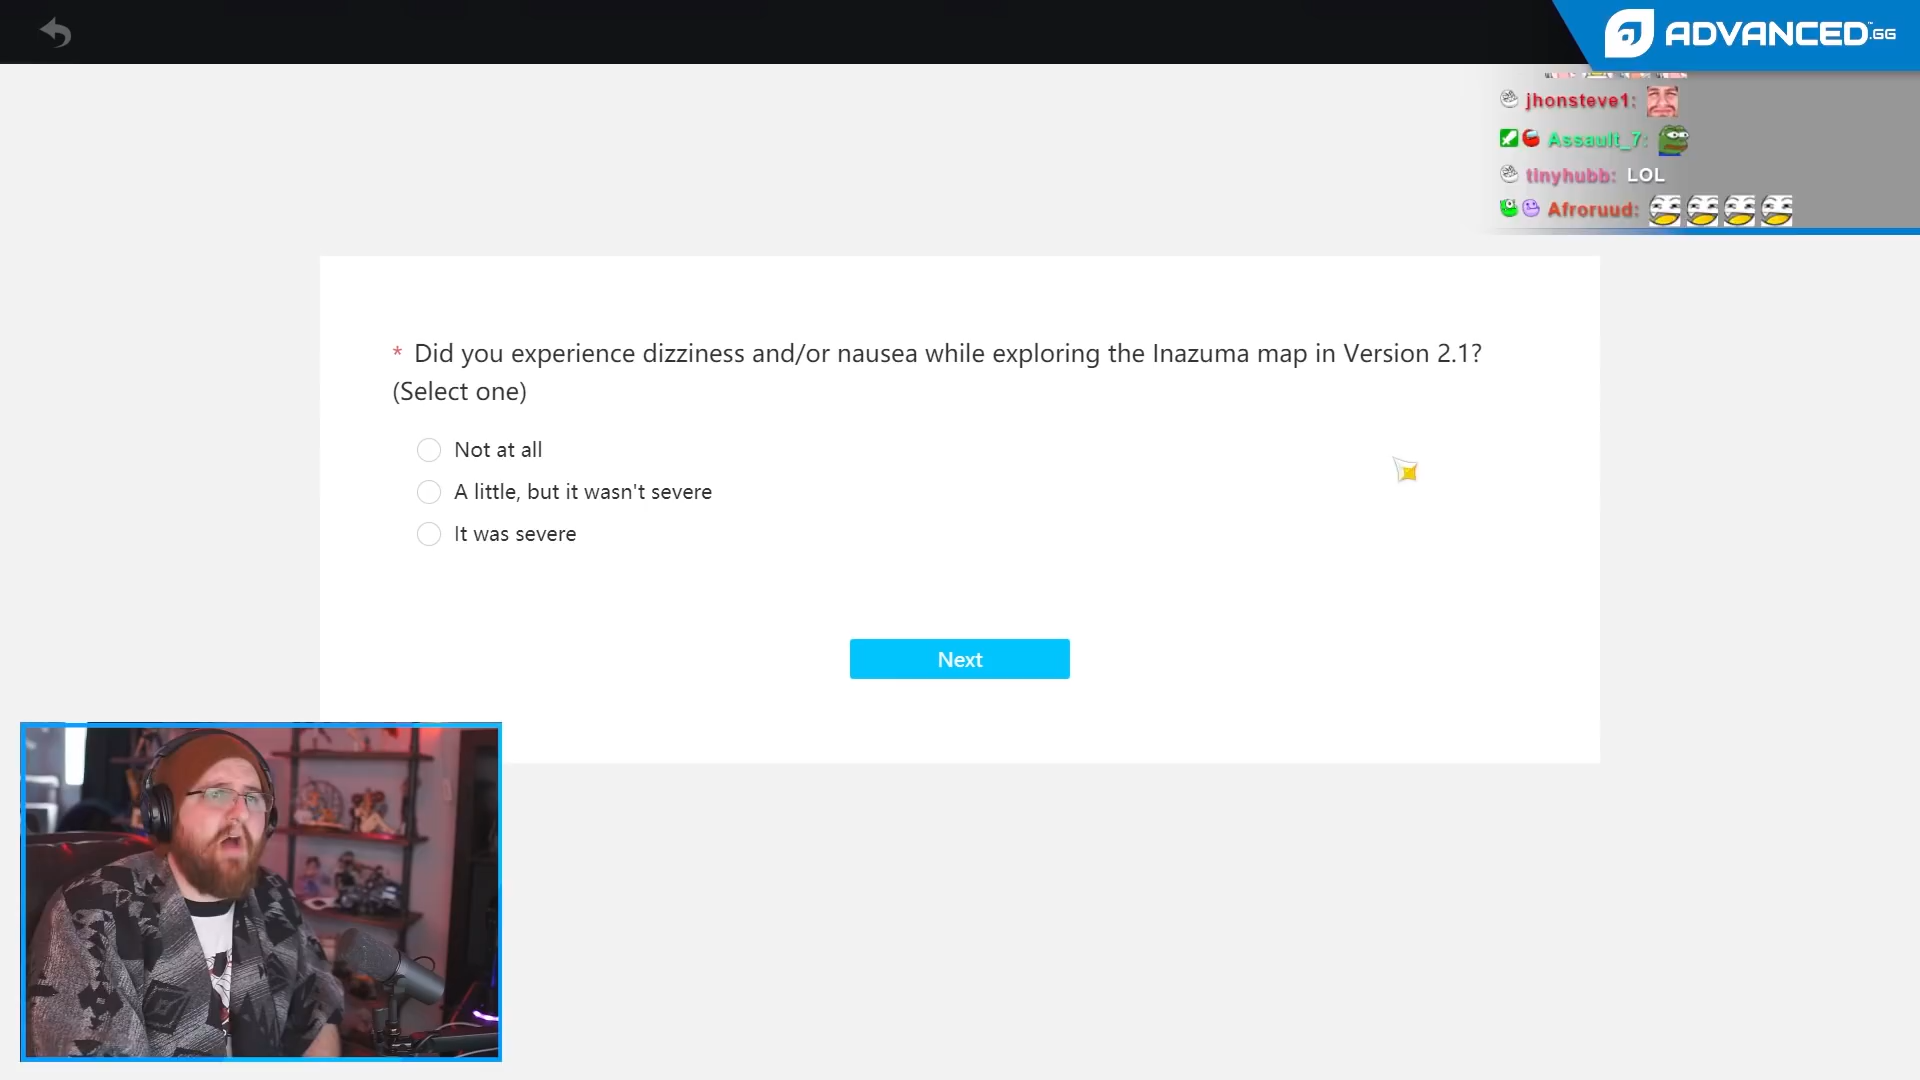 ADVANCED.GG
jhonsteve1:
Assault_7:
tinyhubb: LOL
Afroruud:
* Did you experience dizziness and/or nausea while exploring the Inazuma map in Version 2.1?
(Select one)
Not at all
A little, but it wasn't severe
It was severe
Next